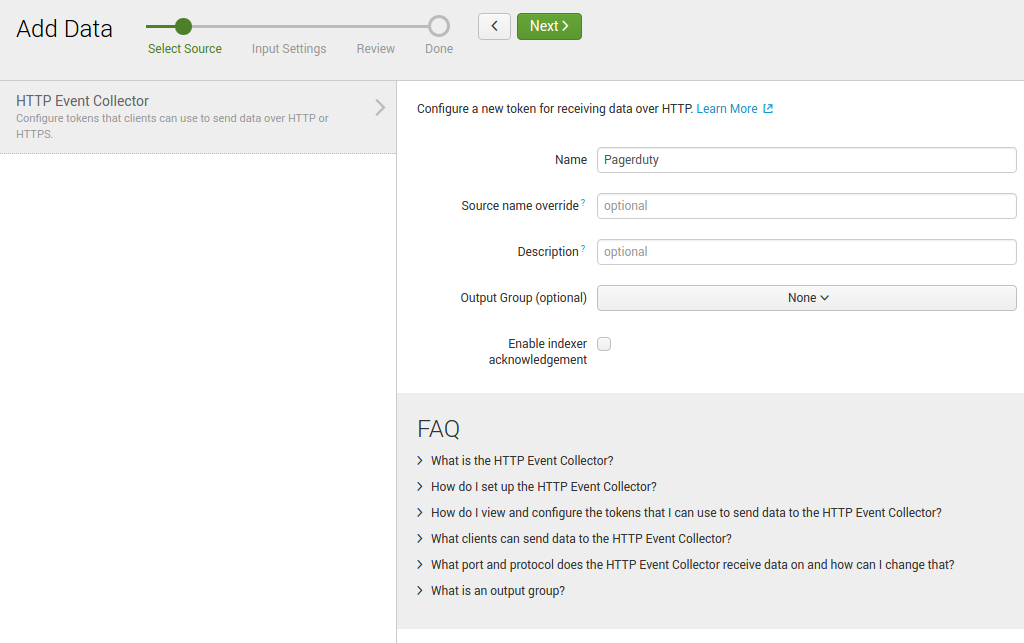 Add Data
Select Source
Input Settings
Review
Done
Next
HTTP Event Collector
Configure tokens that clients can use to send data over HTTP or
HTTPS.
Configure a new token for receiving data over HTTP. Learn More
Name
Pagerduty
Source name override ?
optional
Description ?
optional
Output Group (optional)
None
Enable indexer
acknowledgement
FAQ
What is the HTTP Event Collector?
How do I set up the HTTP Event Collector?
How do I view and configure the tokens that I can use to send data to the HTTP Event Collector?
What clients can send data to the HTTP Event Collector?
What port and protocol does the HTTP Event Collector receive data on and how can I change that?
What is an output group?